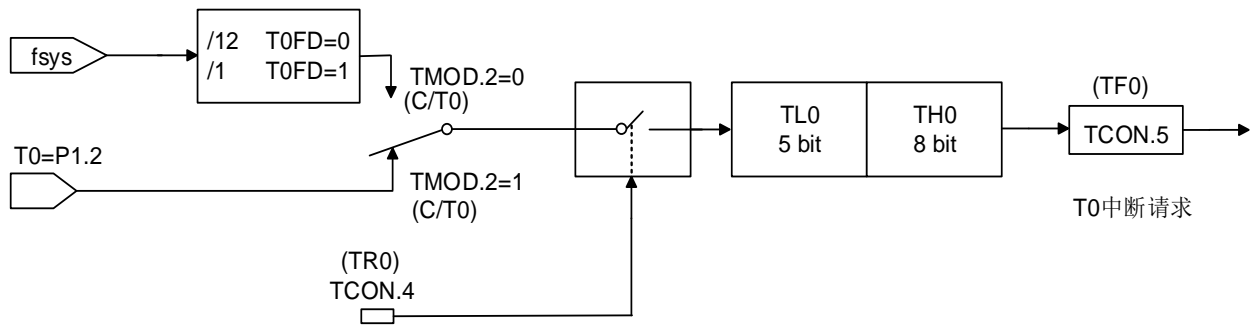 fsys
/12 T0FD=0
/1 T0FD=1
TMOD.2=0
(C/T0)
T0=P1.2
TMOD.2=1
(C/T0)
(TR0)
TCON.4
TL0
5 bit
TH0
8 bit
(TF0)
TCON.5
T0中断请求